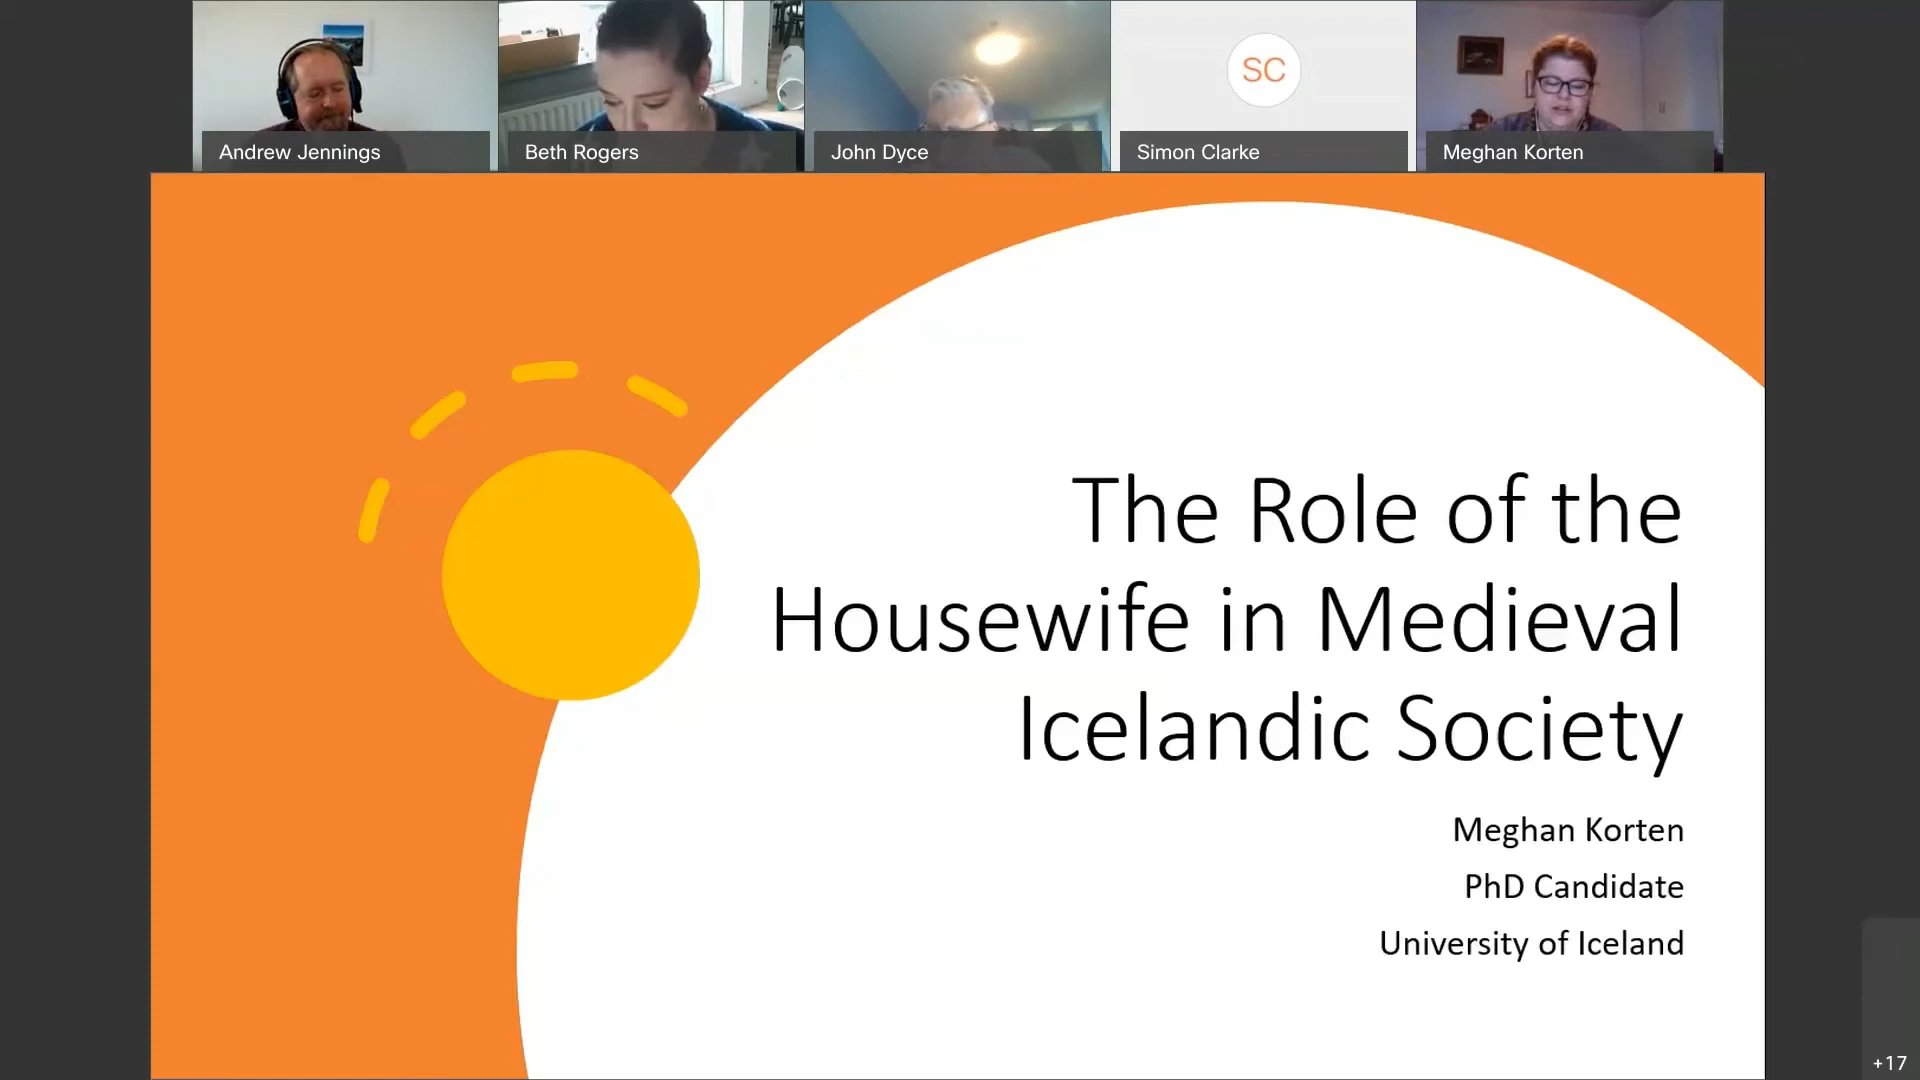 Andrew Jennings
Beth Rogers
John Dyce
SC
Simon Clarke
Meghan Korten
The Role of the
Housewife in Medieval
Icelandic Society
Meghan Korten
PhD Candidate
University of Iceland
+17